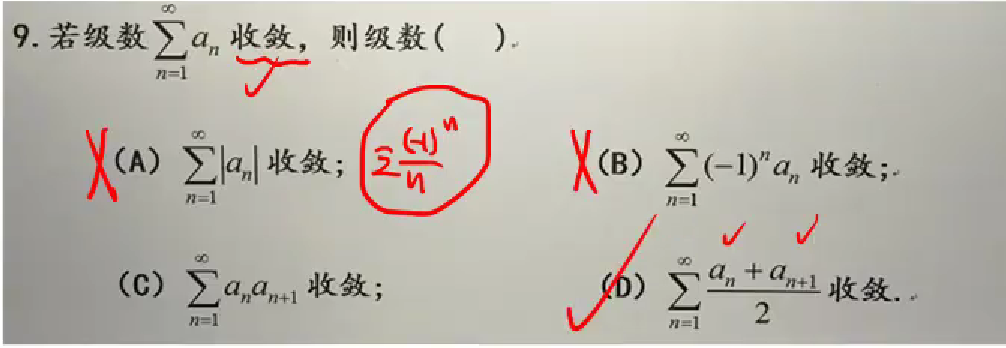 9. 若级数 $\sum_{n=1}^{\infty} a_n$ 收敛, 则级数( ).
(A) $\sum_{n=1}^{\infty} |a_n|$ 收敛; $\Sigma \frac{(-1)^n}{n}$ (B) $\sum_{n=1}^{\infty} (-1)^n a_n$ 收敛;
(C) $\sum_{n=1}^{\infty} a_n a_{n+1}$ 收敛; (D) $\sum_{n=1}^{\infty} \frac{a_n + a_{n+1}}{2}$ 收敛.